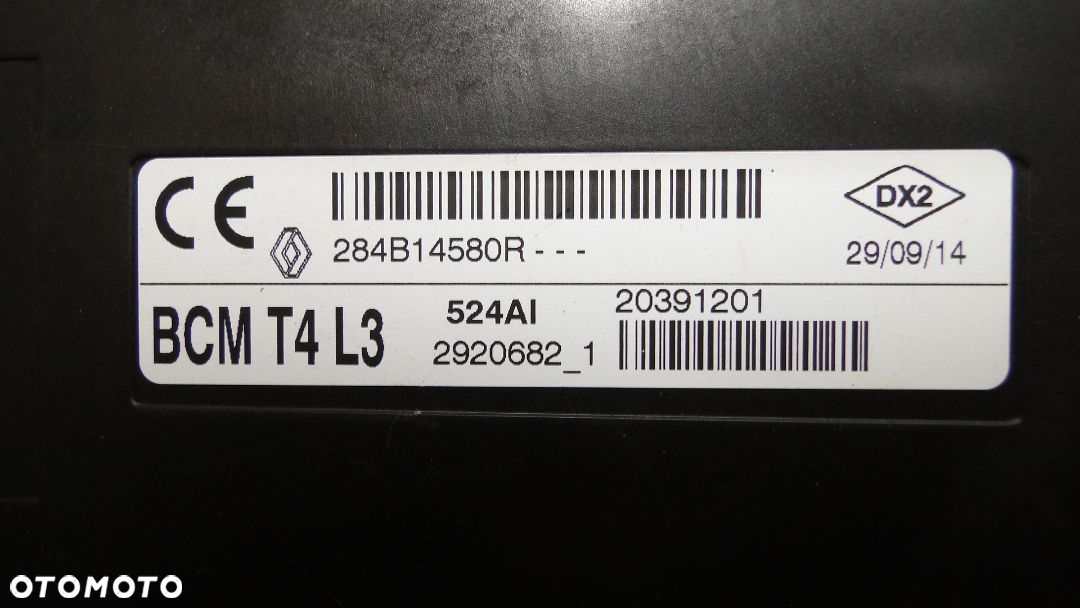 CE
DX2
284B14580R - - -
29/09/14
BCM T4 L3
524AI
20391201
2920682_1
OTOMOTO